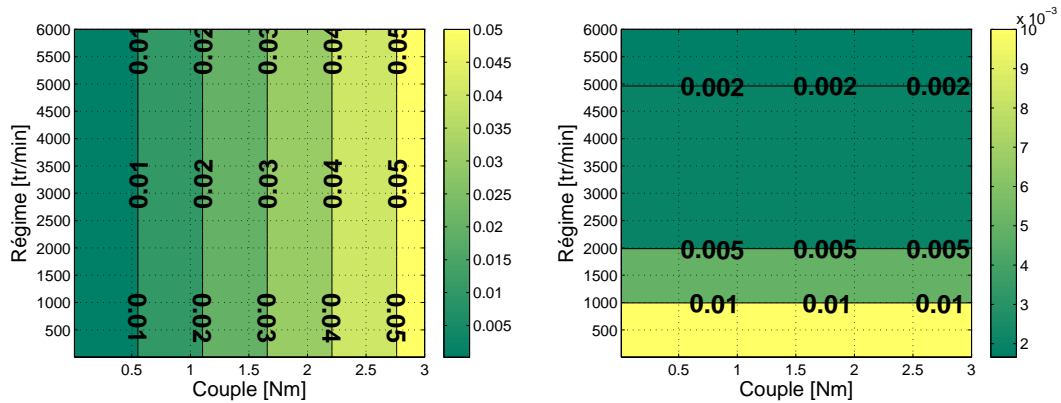 x 10⁻³
6000 5500 5000 4500 4000 3500 3000 2500 2000 1500 1000 500
Régime [tr/min]
0.01 0.02 0.03 0.04 0.05
0.01 0.02 0.03 0.04 0.05
0.01 0.02 0.03 0.04 0.05
0.5 1 1.5 2 2.5 3
Couple [Nm]
0.05 0.045 0.04 0.035 0.03 0.025 0.02 0.015 0.01 0.005
6000 5500 5000 4500 4000 3500 3000 2500 2000 1500 1000 500
Régime [tr/min]
0.002 0.002 0.002
0.005 0.005 0.005
0.01 0.01 0.01
0.5 1 1.5 2 2.5 3
Couple [Nm]
10 9 8 7 6 5 4 3 2